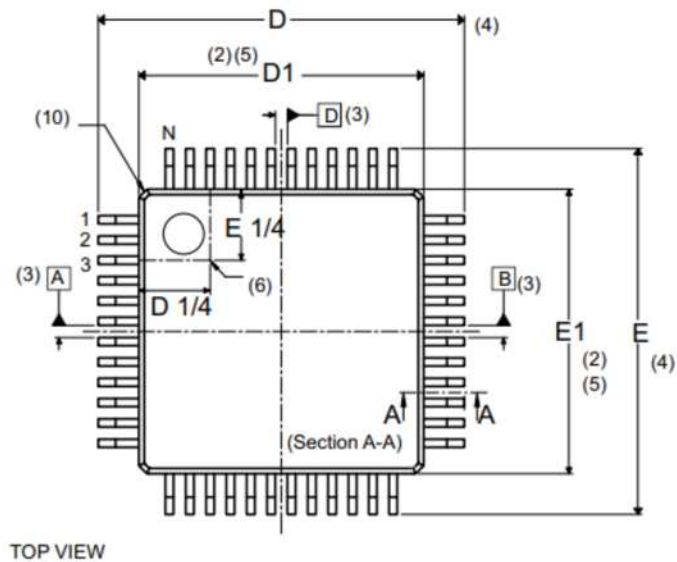 D
(4)
(2) (5)
D1
(10)
N
D (3)
1
2
3
E 1/4
(3) A
(6)
B (3)
D 1/4
E1
(2)
(5)
E
(4)
A A
(Section A-A)
TOP VIEW